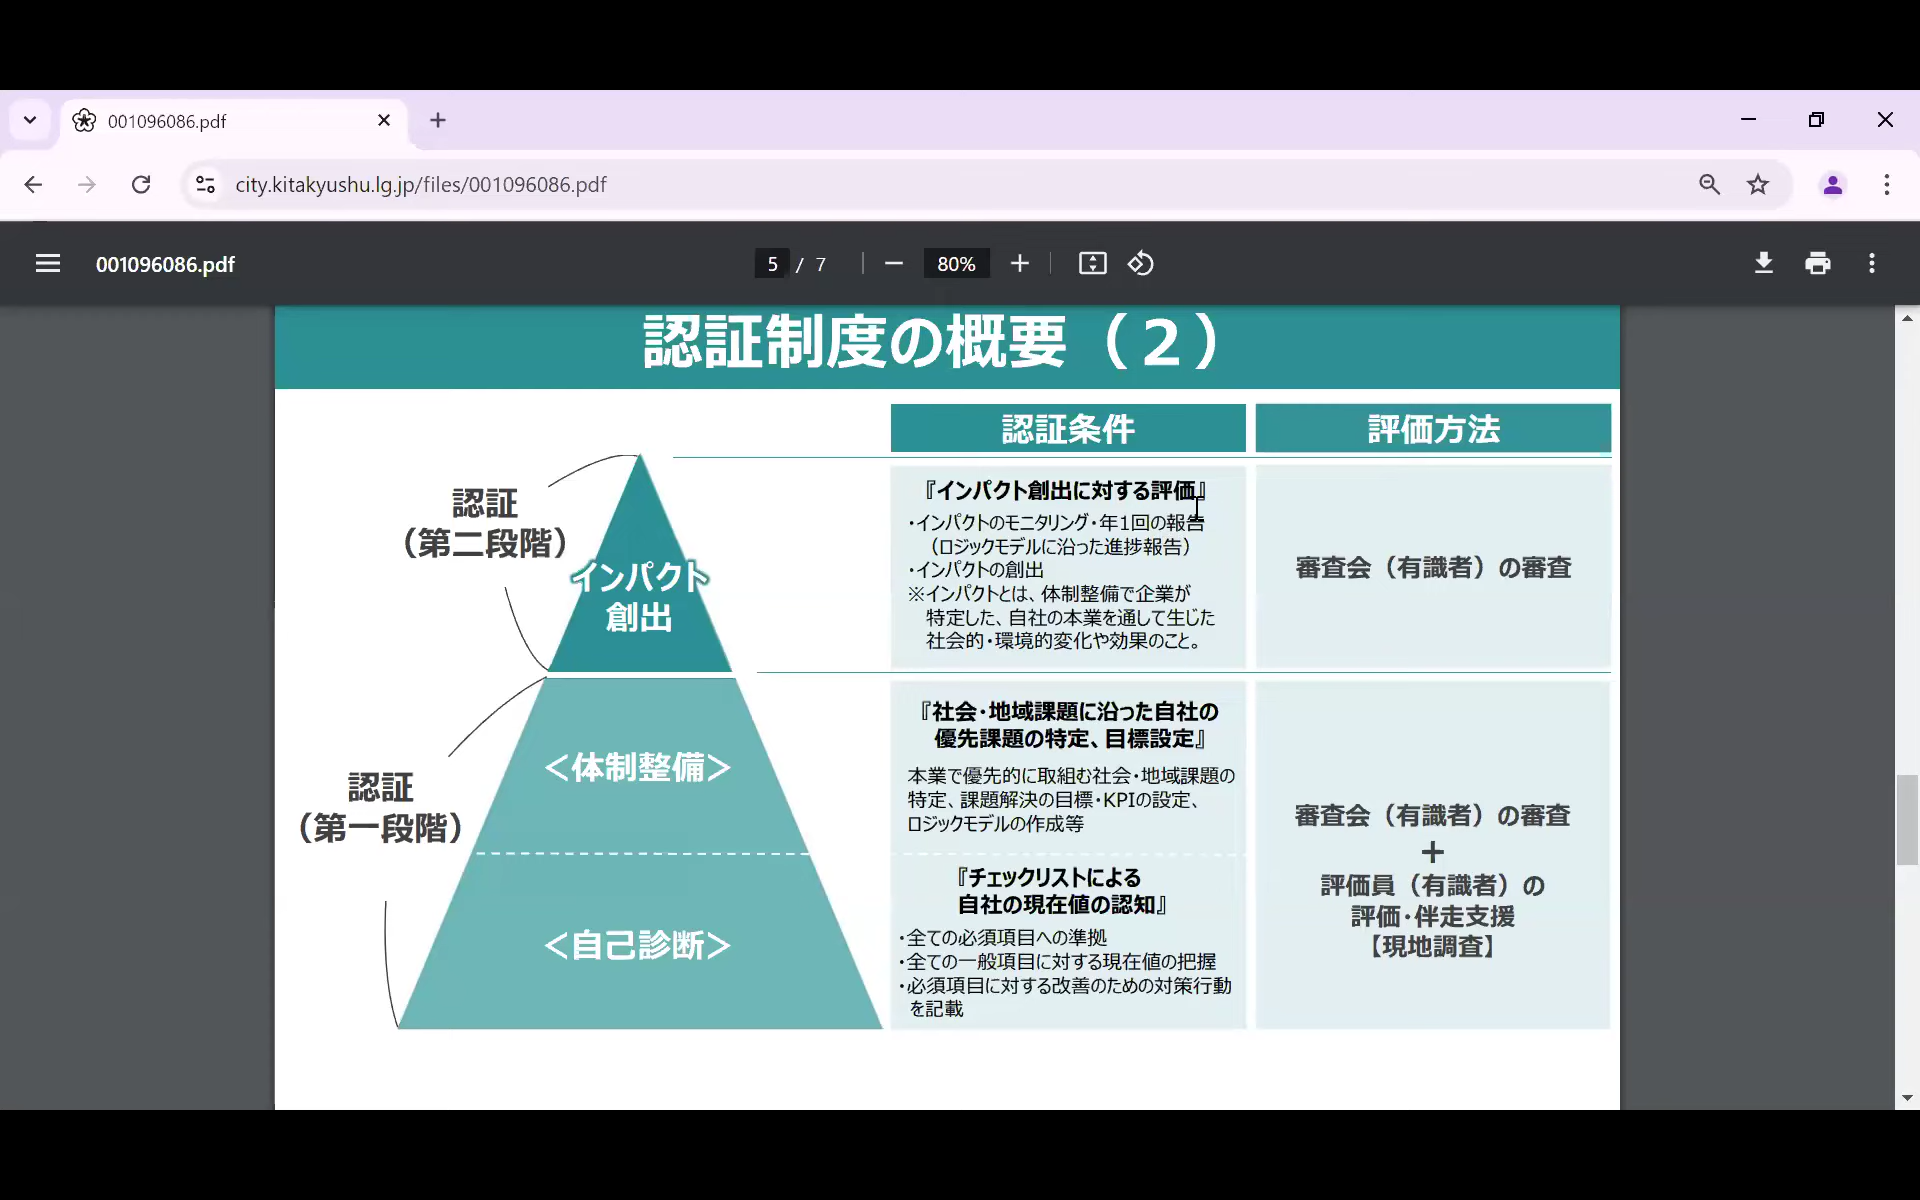 001096086.pdf
city.kitakyushu.lg.jp/files/001096086.pdf
001096086.pdf
5 / 7
80%
認証制度の概要（２）
認証条件
評価方法
認証
（第二段階）
インパクト
創出
『インパクト創出に対する評価』
・インパクトのモニタリング・年1回の報告
（ロジックモデルに沿った進捗報告）
・インパクトの創出
※インパクトとは、体制整備で企業が
特定した、自社の本業を通して生じた
社会的・環境的変化や効果のこと。
審査会（有識者）の審査
認証
（第一段階）
＜体制整備＞
『社会・地域課題に沿った自社の
優先課題の特定、目標設定』
本業で優先的に取組む社会・地域課題の
特定、課題解決の目標・KPIの設定、
ロジックモデルの作成等
＜自己診断＞
『チェックリストによる
自社の現在値の認知』
・全ての必須項目への準拠
・全ての一般項目に対する現在値の把握
・必須項目に対する改善のための対策行動
を記載
審査会（有識者）の審査
＋
評価員（有識者）の
評価・伴走支援
【現地調査】